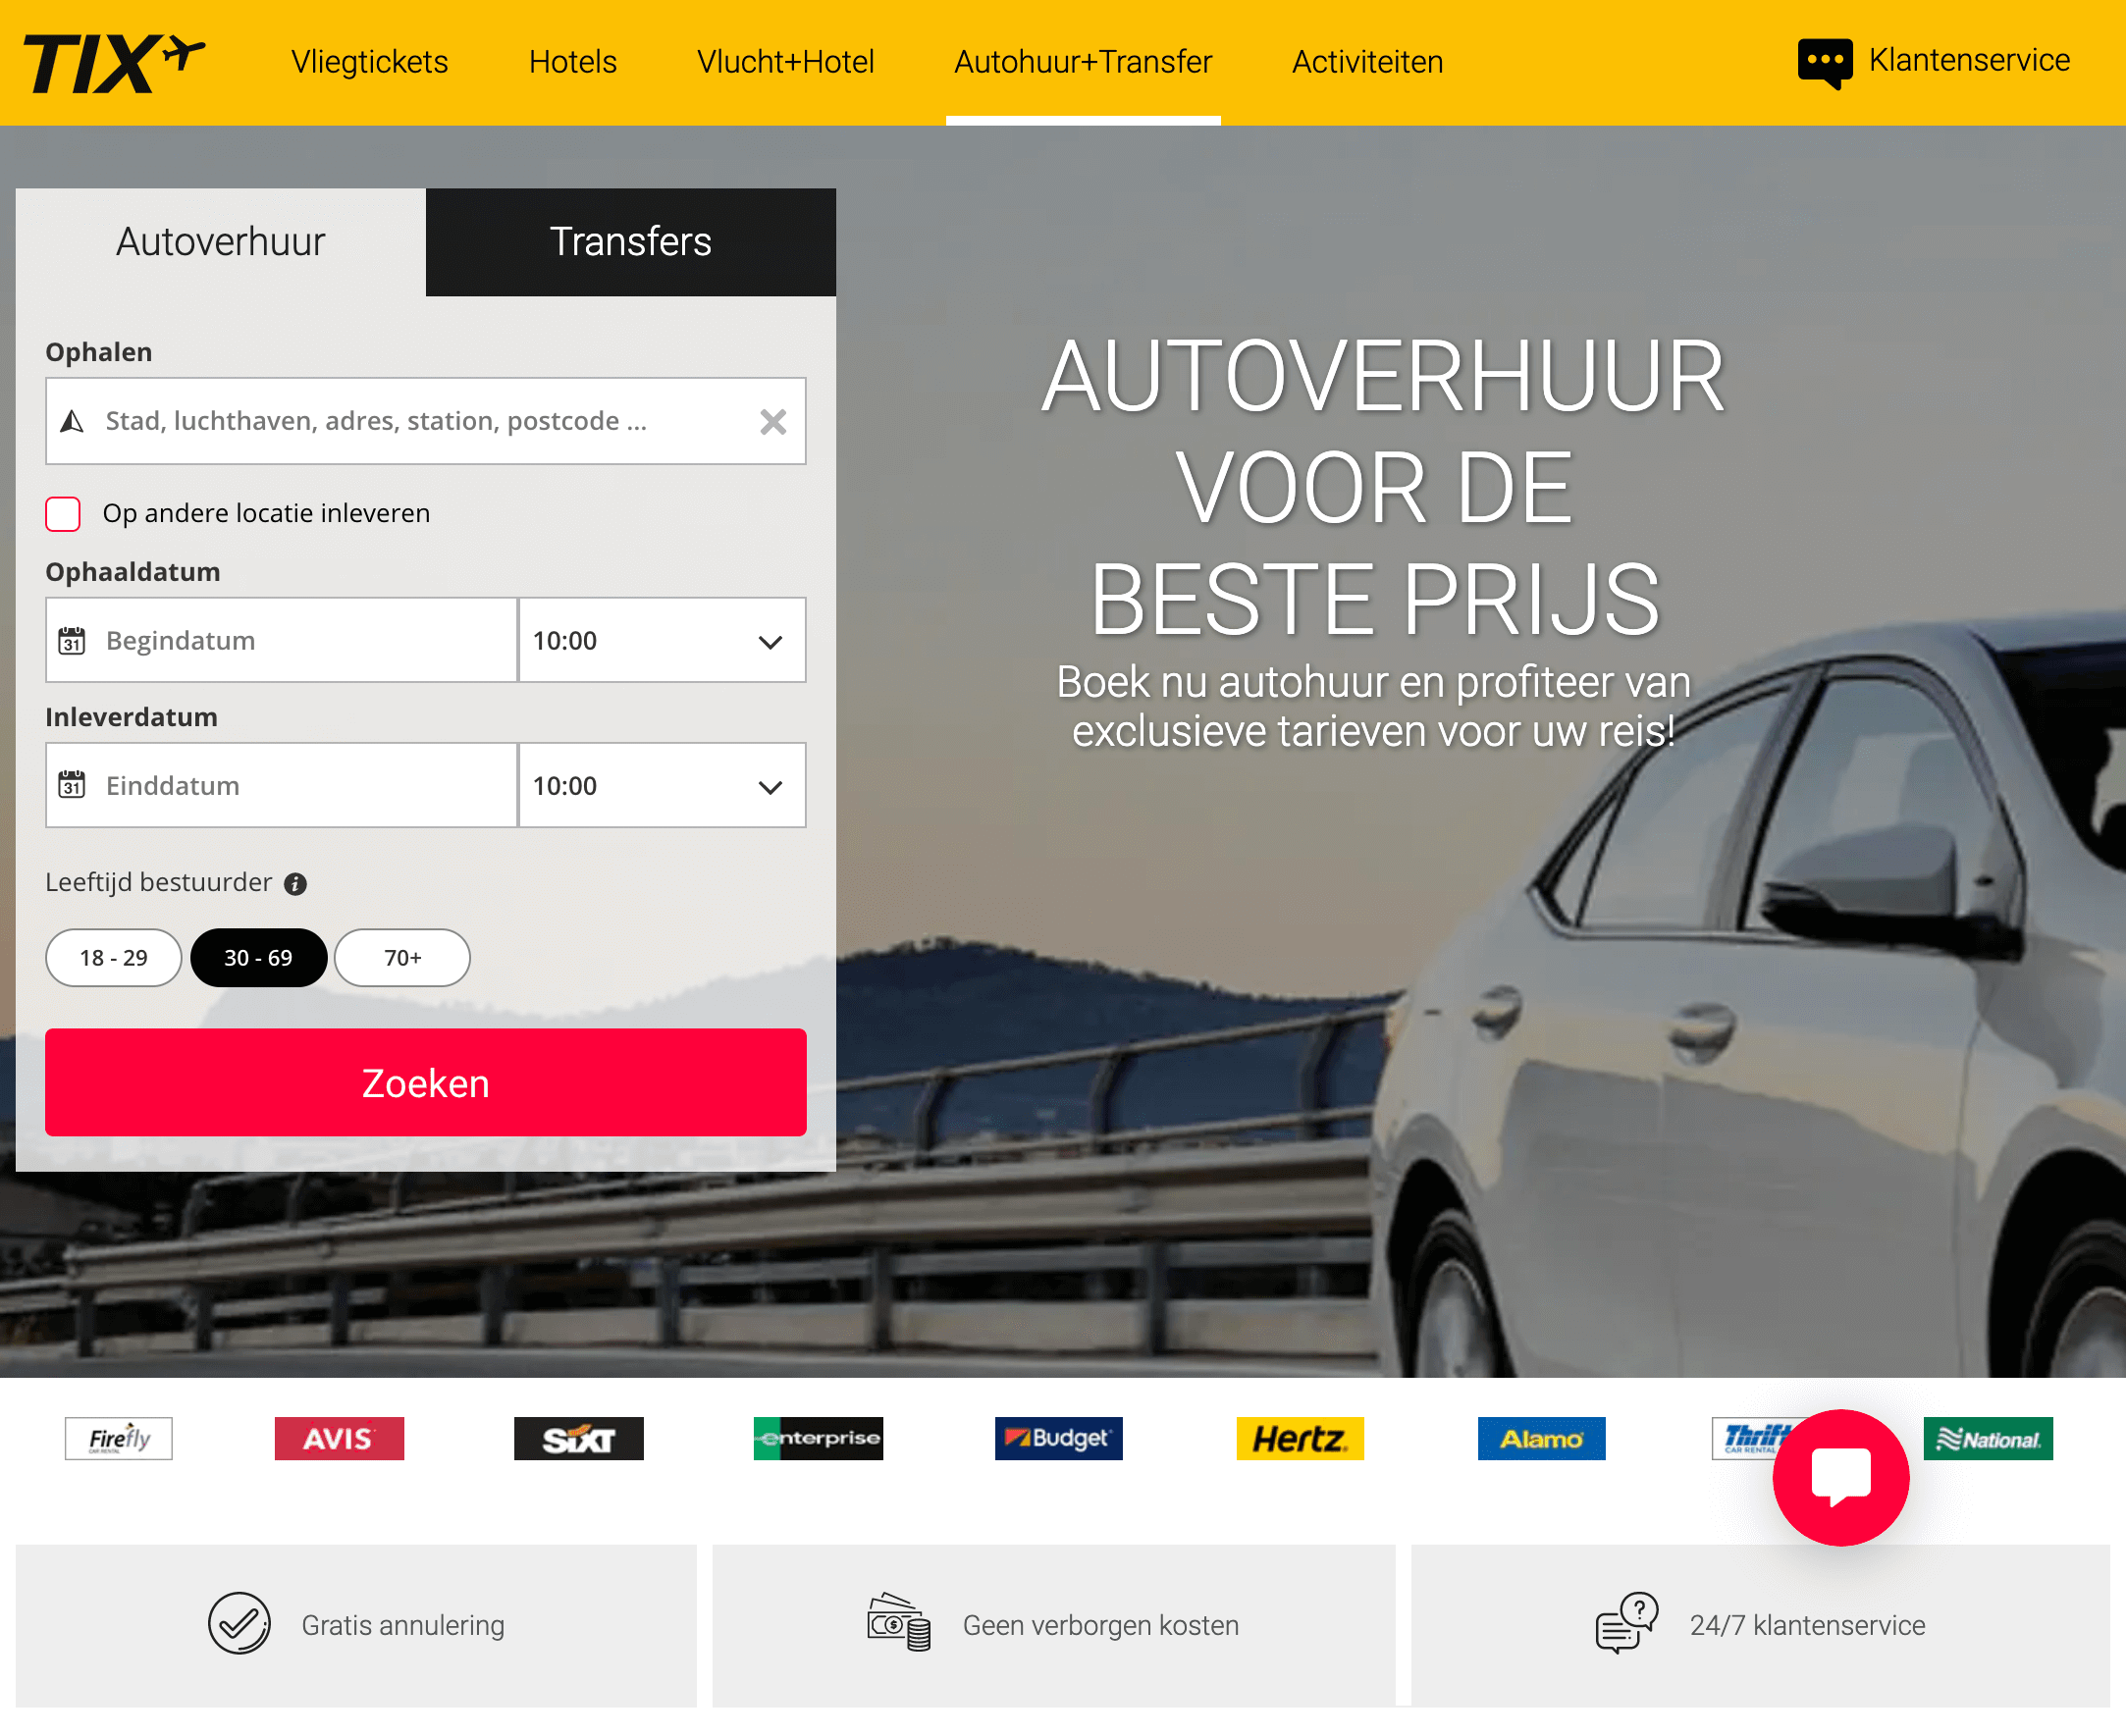 TIX
Vliegtickets
Hotels
Vlucht+Hotel
Autohuur+Transfer
Activiteiten
Klantenservice
Autoverhuur
Transfers
Ophalen
Stad, luchthaven, adres, station, postcode ...
Op andere locatie inleveren
Ophaaldatum
31
Begindatum
10:00
Inleverdatum
31
Einddatum
10:00
Leeftijd bestuurder
18 - 29
30 - 69
70+
Zoeken
AUTOVERHUUR
VOOR DE
BESTE PRIJS
Boek nu autohuur en profiteer van
exclusieve tarieven voor uw reis!
Firefly
CAR RENTAL
AVIS
SIXT
enterprise
Budget
Hertz
Alamo
CAR RENTAL
National
Gratis annulering
Geen verborgen kosten
24/7 klantenservice